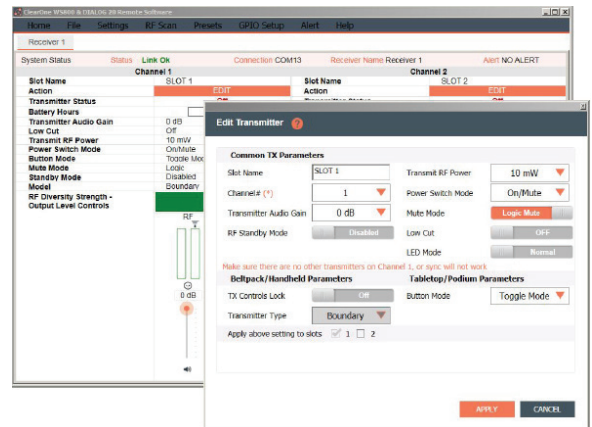 ClearOne WS800 & DIALOG 20 Remote Software
Home File Settings RF Scan Presets GPIO Setup Alert Help
Receiver 1
System Status Status Link Ok Connection COM13 Receiver Name Receiver 1 Alert NO ALERT
Channel 1 Channel 2
Slot Name SLOT 1 Slot Name SLOT 2
Action EDIT Action EDIT
Transmitter Status Off Transmitter Status Off
Battery Hours
Transmitter Audio Gain 0 dB
Low Cut Off
Transmit RF Power 10 mW
Power Switch Mode On/Mute
Button Mode Toggle Mod
Mute Mode Logic
Standby Mode Disabled
Model Boundary
RF Diversity Strength -
Output Level Controls
RF
0 dB
Edit Transmitter ?
Common TX Parameters
Slot Name SLOT 1 Transmit RF Power 10 mW
Channel# (*) 1 Power Switch Mode On/Mute
Transmitter Audio Gain 0 dB Mute Mode Logic Mute
RF Standby Mode Disabled Low Cut OFF
LED Mode Normal
Make sure there are no other transmitters on Channel 1, or sync will not work
Beltpack/Handheld Parameters Tabletop/Podium Parameters
TX Controls Lock Off Button Mode Toggle Mode
Transmitter Type Boundary
Apply above setting to slots 1 2
APPLY CANCEL